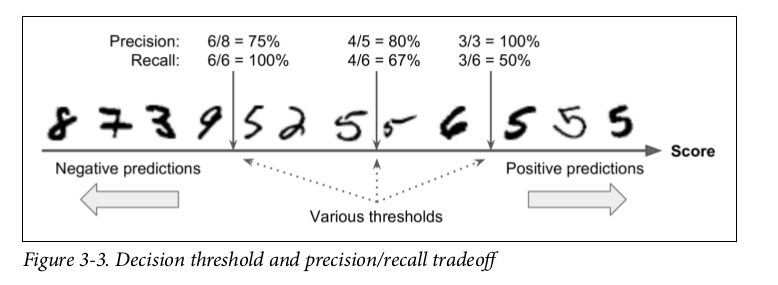 Precision: 6/8 = 75% 4/5 = 80% 3/3 = 100%
Recall: 6/6 = 100% 4/6 = 67% 3/6 = 50%
8 7 3 9 5 2 5 5 6 5 5 5
Score
Negative predictions Positive predictions
Various thresholds
Figure 3-3. Decision threshold and precision/recall tradeoff